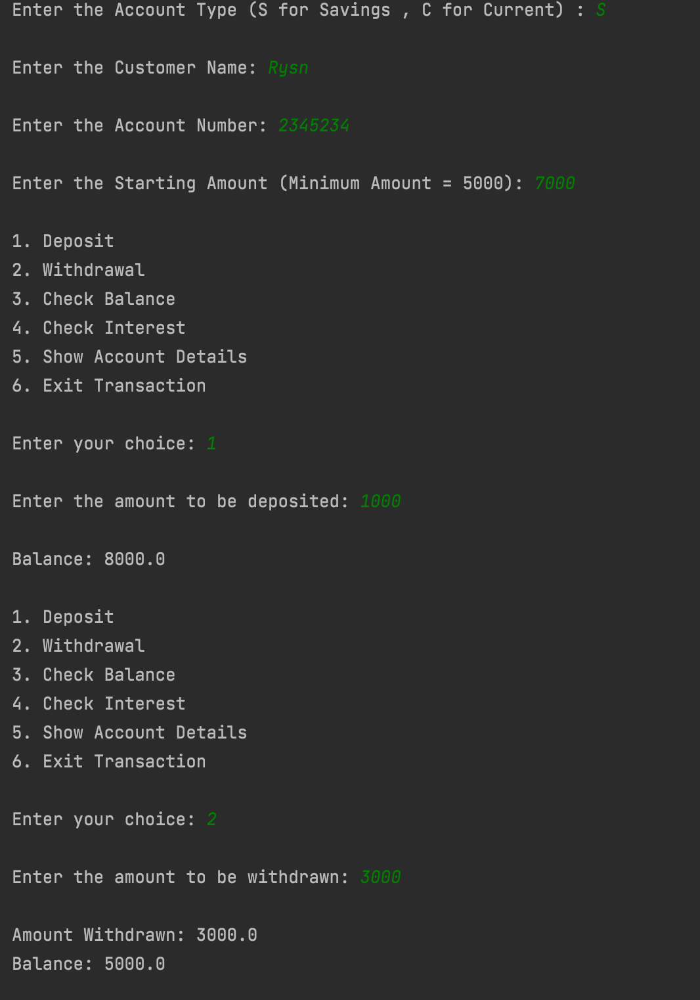 Enter the Account Type (S for Savings , C for Current) : S
Enter the Customer Name: Rysn
Enter the Account Number: 2345234
Enter the Starting Amount (Minimum Amount = 5000): 7000
1. Deposit
2. Withdrawal
3. Check Balance
4. Check Interest
5. Show Account Details
6. Exit Transaction
Enter your choice: 1
Enter the amount to be deposited: 1000
Balance: 8000.0
1. Deposit
2. Withdrawal
3. Check Balance
4. Check Interest
5. Show Account Details
6. Exit Transaction
Enter your choice: 2
Enter the amount to be withdrawn: 3000
Amount Withdrawn: 3000.0
Balance: 5000.0